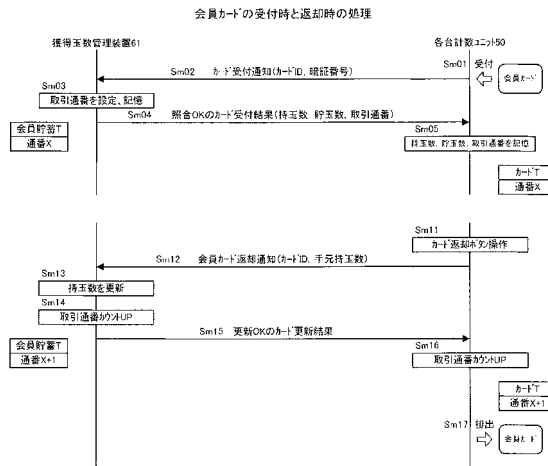 会員カードの受付時と返却時の処理
獲得玉数管理装置61
各台計数ユニット50
Sm01 受付
会員カード
Sm02 カード受付通知(カードID, 暗証番号)
Sm03
取引通番を設定、記憶
Sm04 照合OKのカード受付結果(持玉数, 貯玉数, 取引通番)
会員貯蓄T
通番X
Sm05
持玉数, 貯玉数, 取引通番を記憶
カードT
通番X
Sm11
カード返却ボタン操作
Sm12 会員カード返却通知(カードID, 手元持玉数)
Sm13
持玉数を更新
Sm14
取引通番カウントUP
Sm15 更新OKのカード更新結果
会員貯蓄T
通番X+1
Sm16
取引通番カウントUP
カードT
通番X+1
Sm17 排出
会員カード